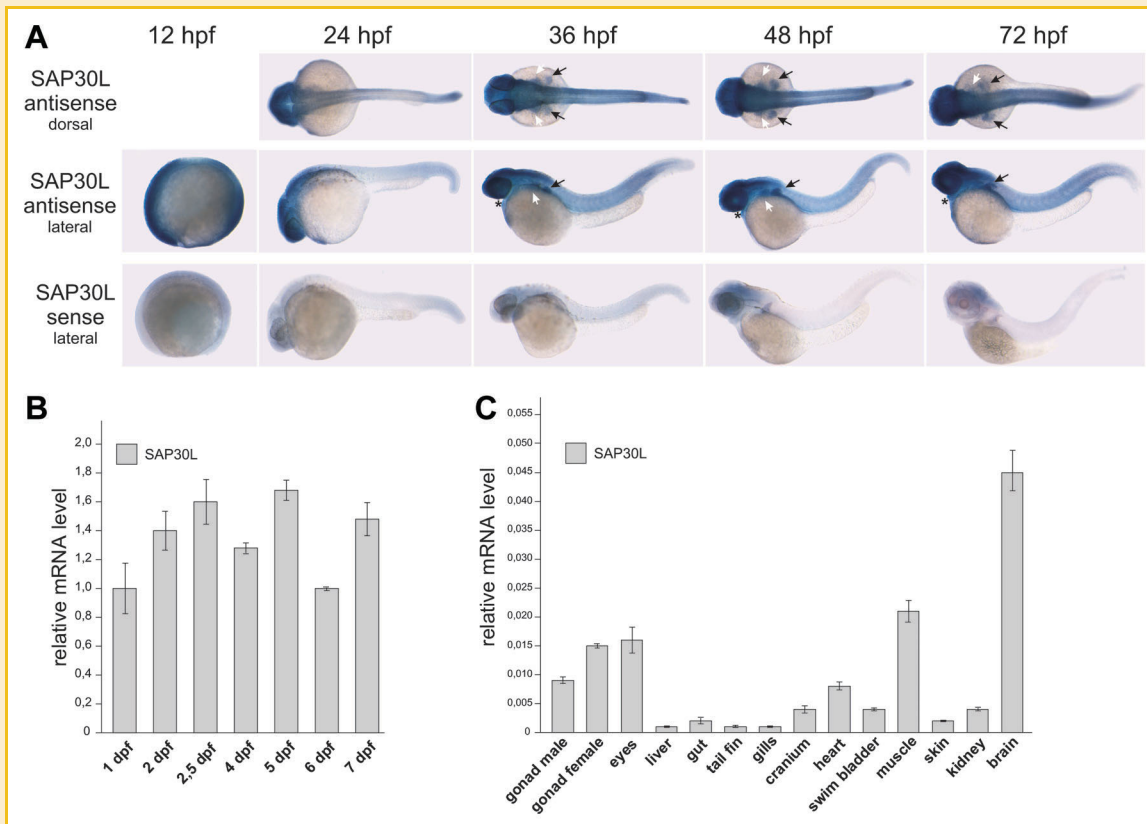 A
12 hpf 24 hpf 36 hpf 48 hpf 72 hpf
SAP30L
antisense
dorsal
SAP30L
antisense
lateral
* * *
SAP30L
sense
lateral
B
relative mRNA level
SAP30L
2,0
1,8
1,6
1,4
1,2
1,0
0,8
0,6
0,4
0,2
0
1 dpf 2 dpf 2,5 dpf 4 dpf 5 dpf 6 dpf 7 dpf
C
relative mRNA level
SAP30L
0,055
0,050
0,045
0,040
0,035
0,030
0,025
0,020
0,015
0,010
0,005
0
gonad male gonad female eyes liver gut tail fin gills cranium heart swim bladder muscle skin kidney brain